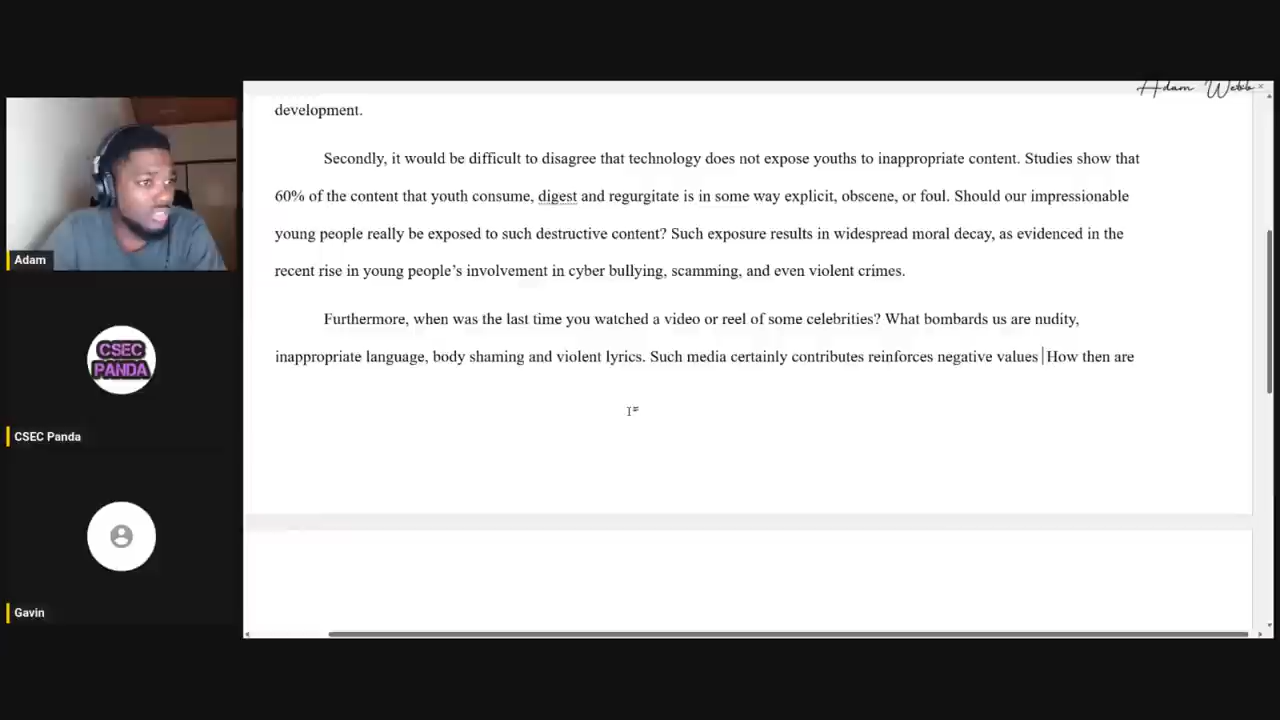 Adam Webb
development.
Secondly, it would be difficult to disagree that technology does not expose youths to inappropriate content. Studies show that
60% of the content that youth consume, digest and regurgitate is in some way explicit, obscene, or foul. Should our impressionable
young people really be exposed to such destructive content? Such exposure results in widespread moral decay, as evidenced in the
recent rise in young people’s involvement in cyber bullying, scamming, and even violent crimes.
Furthermore, when was the last time you watched a video or reel of some celebrities? What bombards us are nudity,
inappropriate language, body shaming and violent lyrics. Such media certainly contributes reinforces negative values How then are
Adam
CSEC
PANDA
CSEC Panda
Gavin